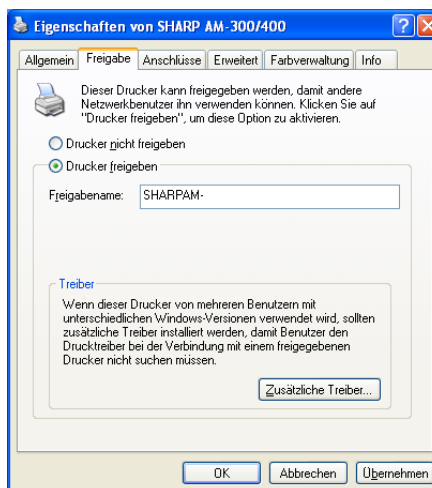 Eigenschaften von SHARP AM-300/400
Allgemein Freigabe Anschlüsse Erweitert Farbverwaltung Info
Dieser Drucker kann freigegeben werden, damit andere
Netzwerkbenutzer ihn verwenden können. Klicken Sie auf
"Drucker freigeben", um diese Option zu aktivieren.
Drucker nicht freigeben
Drucker freigeben
Freigabename: SHARPAM-
Treiber
Wenn dieser Drucker von mehreren Benutzern mit
unterschiedlichen Windows-Versionen verwendet wird, sollten
zusätzliche Treiber installiert werden, damit Benutzer den
Drucktreiber bei der Verbindung mit einem freigegebenen
Drucker nicht suchen müssen.
Zusätzliche Treiber...
OK Abbrechen Übernehmen